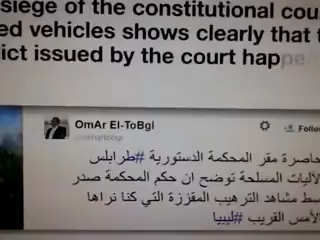 siege of the constitutional cou
ed vehicles shows clearly that t
ict issued by the court happe
OmAr El-ToBgI
Follo
حاصرة مقر المحكمة الدستورية #طرابلس
الآليات المسلحة توضح ان حكم المحكمة صدر
سط مشاهد الترهيب المقززة التي كنا نراها
الأمس القريب #ليبيا